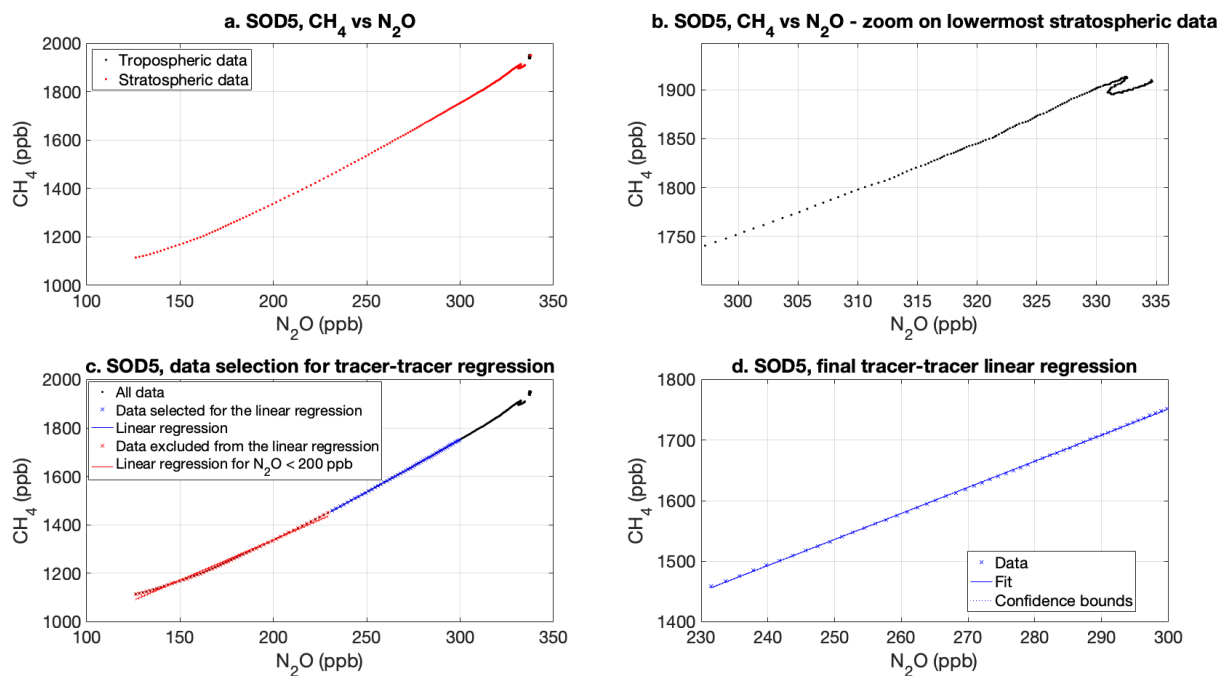 a. SOD5, CH4 vs N2O
2000
1800
1600
1400
1200
1000
CH4 (ppb)
Tropospheric data
Stratospheric data
100 150 200 250 300 350
N2O (ppb)
b. SOD5, CH4 vs N2O - zoom on lowermost stratospheric data
1900
1850
1800
1750
CH4 (ppb)
300 305 310 315 320 325 330 335
N2O (ppb)
c. SOD5, data selection for tracer-tracer regression
2000
1800
1600
1400
1200
1000
CH4 (ppb)
All data
Data selected for the linear regression
Linear regression
Data excluded from the linear regression
Linear regression for N2O < 200 ppb
100 150 200 250 300 350
N2O (ppb)
d. SOD5, final tracer-tracer linear regression
1800
1700
1600
1500
1400
CH4 (ppb)
Data
Fit
Confidence bounds
230 240 250 260 270 280 290 300
N2O (ppb)